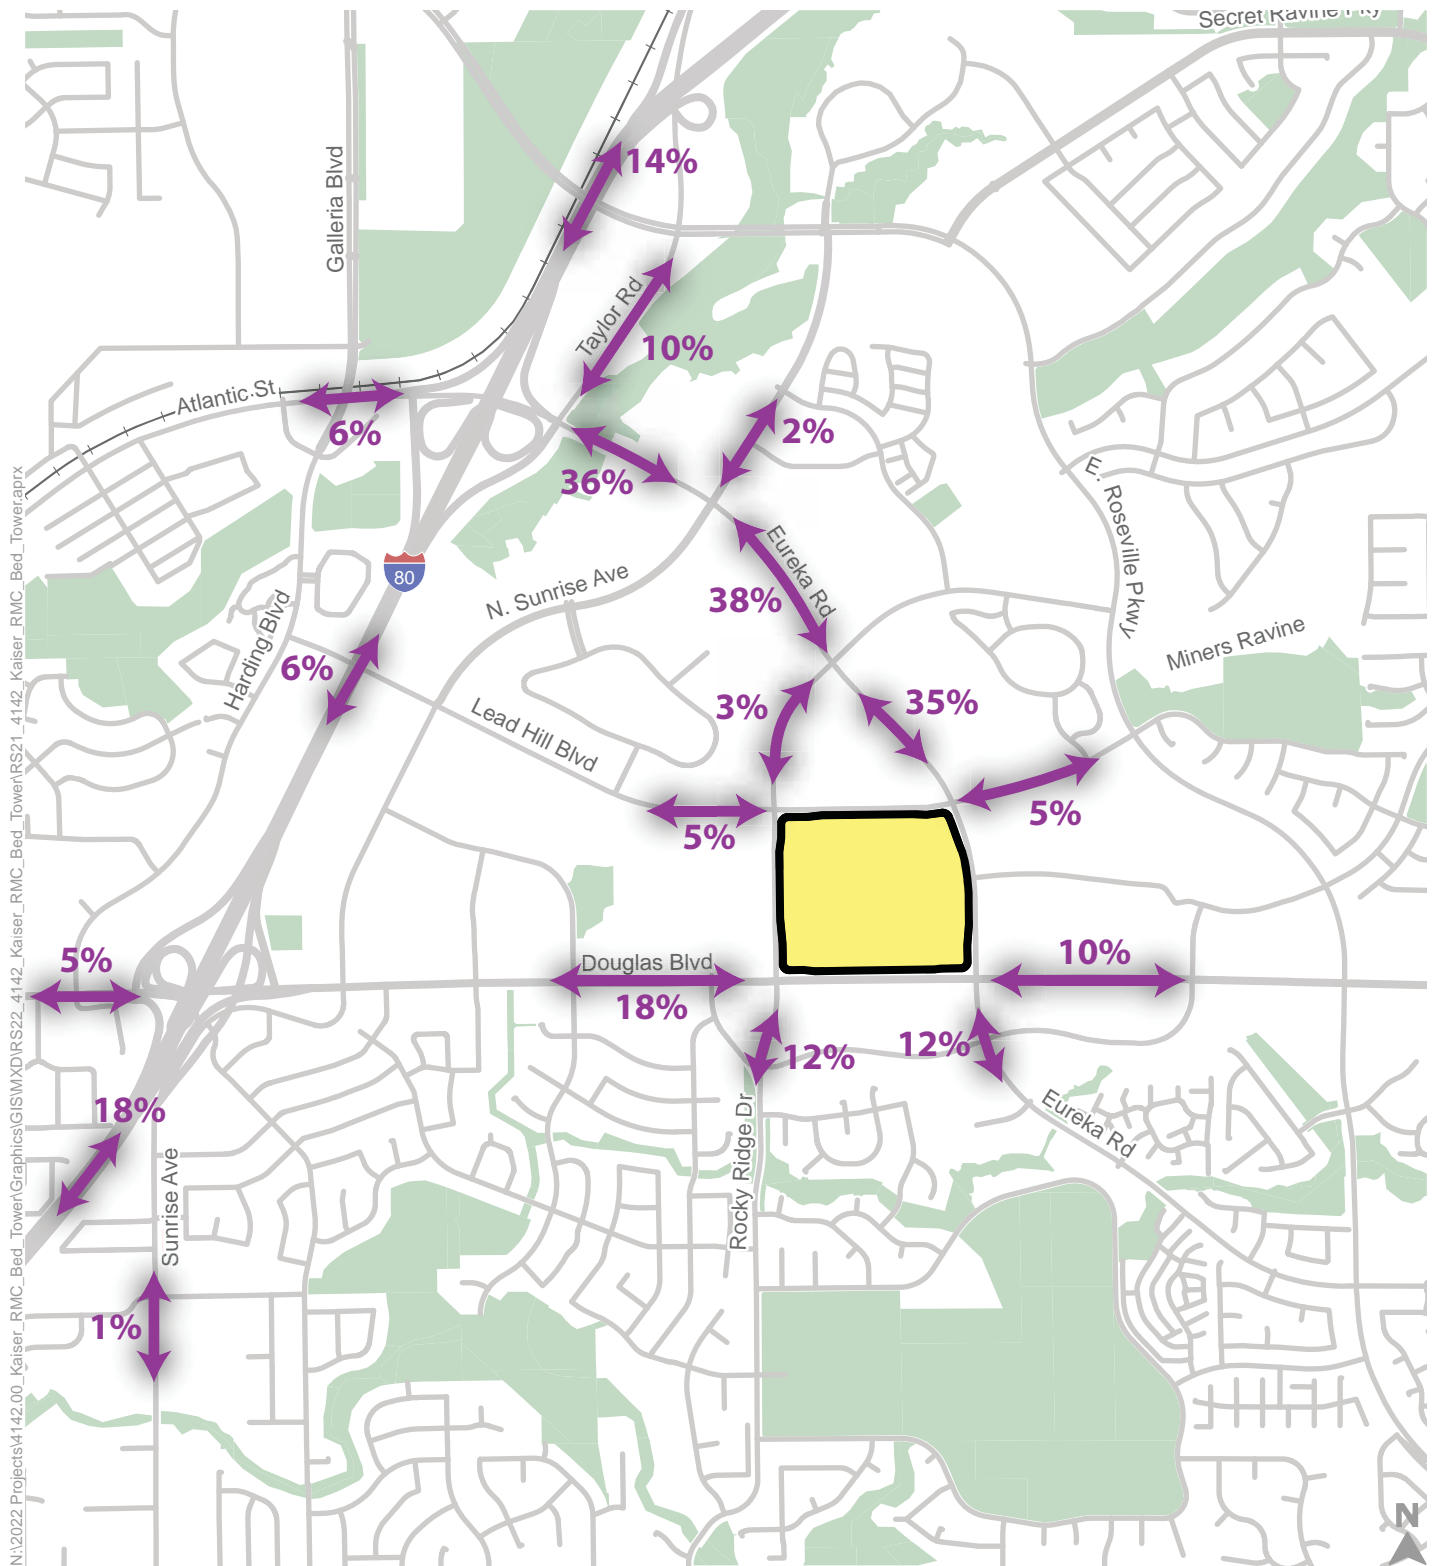 Secret Ravine Pky
14%
Galleria Blvd
Taylor Rd
10%
Atlantic St
6%
2%
36%
E. Roseville Pkwy
80
Eureka Rd
38%
N. Sunrise Ave
Harding Blvd
6%
Miners Ravine
3%
35%
Lead Hill Blvd
5%
5%
5%
Douglas Blvd
18%
10%
12%
12%
18%
Sunrise Ave
Rocky Ridge Dr
Eureka Rd
1%
N
N:\2022 Projects\4142.00_Kaiser_RMC_Bed_Tower\Graphics\GIS\MXD\RS22_4142_Kaiser_RMC_Bed_Tower\RS21_4142_Kaiser_RMC_Bed_Tower.aprx